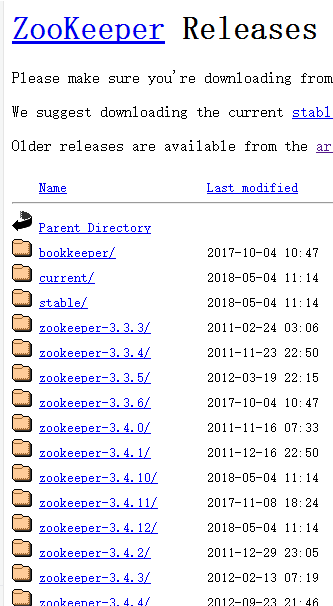 ZooKeeper Releases
Please make sure you're downloading from
We suggest downloading the current stabl
Older releases are available from the ar
Name Last modified
Parent Directory
bookkeeper/ 2017-10-04 10:47
current/ 2018-05-04 11:14
stable/ 2018-05-04 11:14
zookeeper-3.3.3/ 2011-02-24 03:06
zookeeper-3.3.4/ 2011-11-23 22:50
zookeeper-3.3.5/ 2012-03-19 22:15
zookeeper-3.3.6/ 2017-10-04 10:47
zookeeper-3.4.0/ 2011-11-16 07:33
zookeeper-3.4.1/ 2011-12-16 22:50
zookeeper-3.4.10/ 2018-05-04 11:14
zookeeper-3.4.11/ 2017-11-08 18:24
zookeeper-3.4.12/ 2018-05-04 11:14
zookeeper-3.4.2/ 2011-12-29 23:05
zookeeper-3.4.3/ 2012-02-13 07:19
zookeeper-3.4.4/ 2012-09-23 21:46